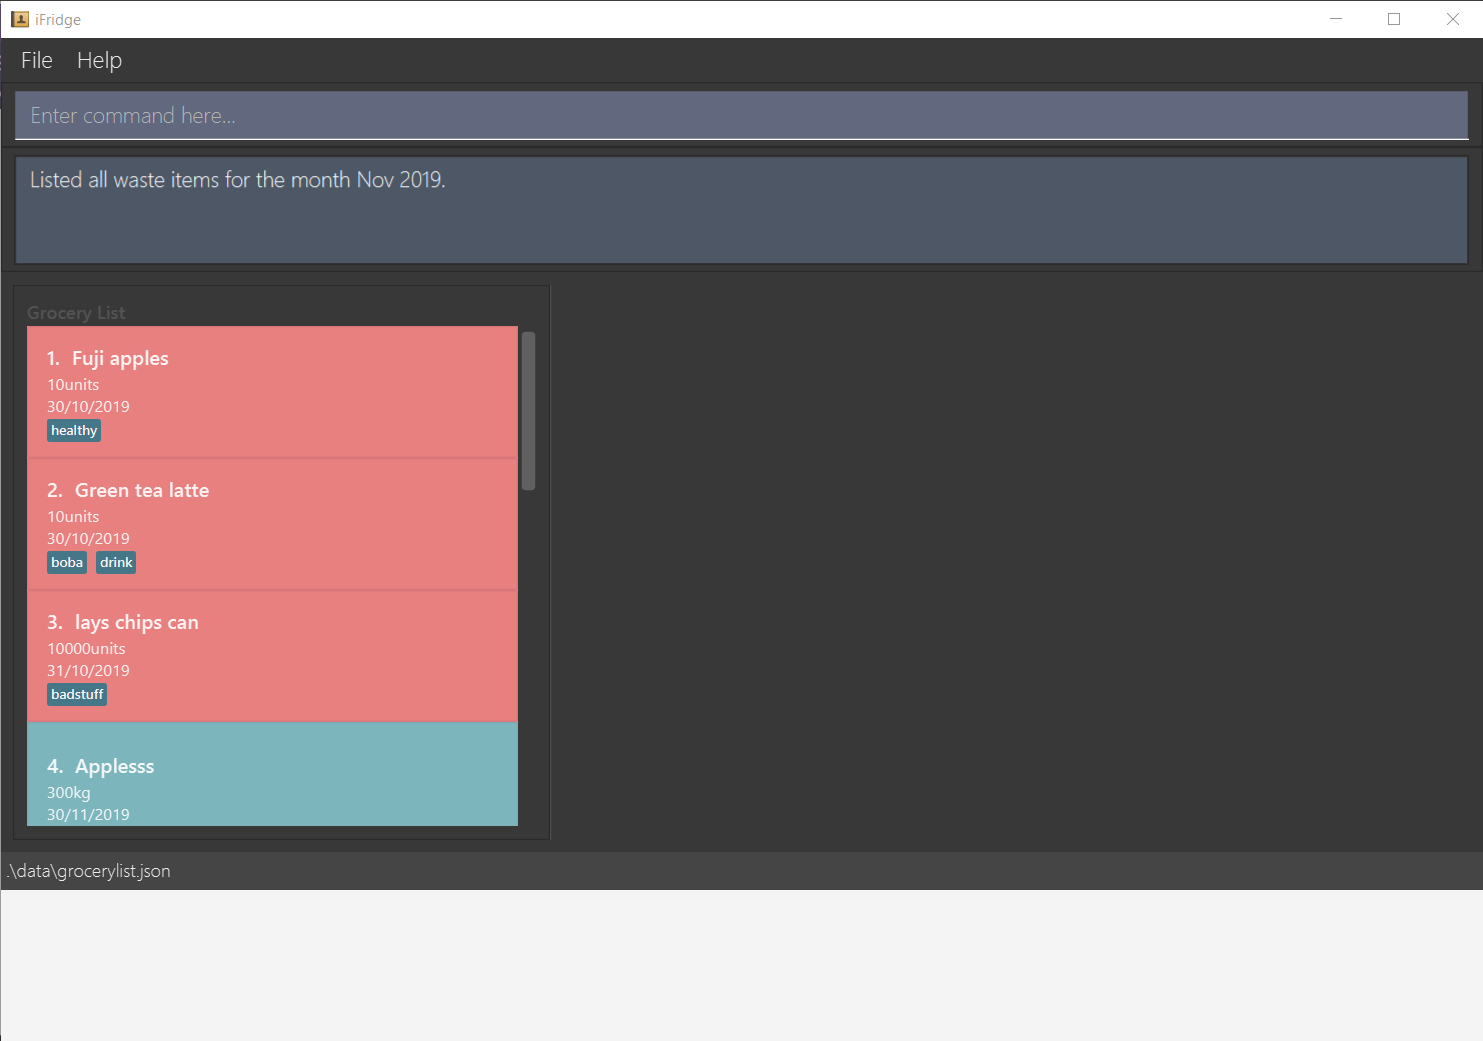 iFridge
File Help
Enter command here...
Listed all waste items for the month Nov 2019.
Grocery List
1. Fuji apples
10units
30/10/2019
healthy
2. Green tea latte
10units
30/10/2019
boba drink
3. lays chips can
10000units
31/10/2019
badstuff
4. Applesss
300kg
30/11/2019
.\data\grocerylist.json